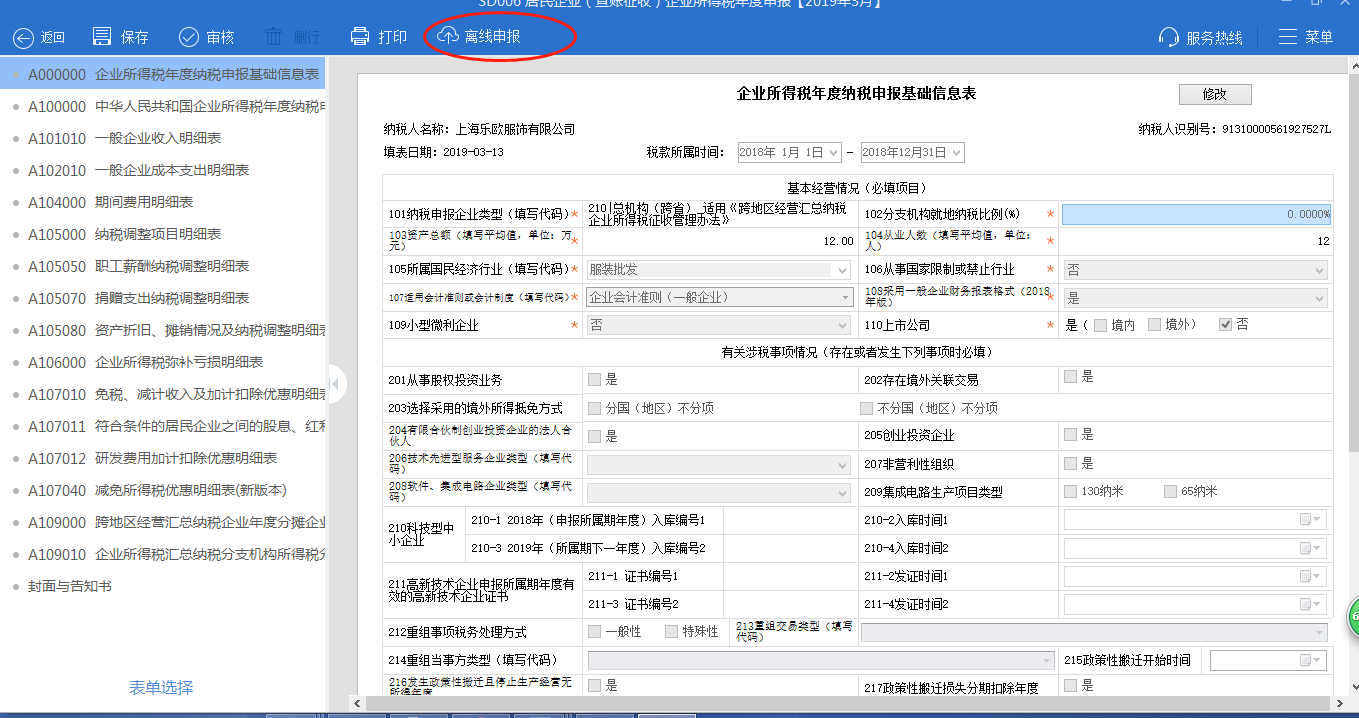 SD006 居民企业（查账征收）企业所得税年度申报【2019年3月】
返回 保存 审核 删行 打印 离线申报 服务热线 菜单
A000000 企业所得税年度纳税申报基础信息表
A100000 中华人民共和国企业所得税年度纳税申
A101010 一般企业收入明细表
A102010 一般企业成本支出明细表
A104000 期间费用明细表
A105000 纳税调整项目明细表
A105050 职工薪酬纳税调整明细表
A105070 捐赠支出纳税调整明细表
A105080 资产折旧、摊销情况及纳税调整明细表
A106000 企业所得税弥补亏损明细表
A107010 免税、减计收入及加计扣除优惠明细表
A107011 符合条件的居民企业之间的股息、红利
A107012 研发费用加计扣除优惠明细表
A107040 减免所得税优惠明细表(新版本)
A109000 跨地区经营汇总纳税企业年度分摊企业
A109010 企业所得税汇总纳税分支机构所得税分
封面与告知书
表单选择
企业所得税年度纳税申报基础信息表
修改
纳税人名称：上海乐欧服饰有限公司 纳税人识别号：91310000561927527L
填表日期：2019-03-13 税款所属时间： 2018年 1月 1日 - 2018年12月31日
基本经营情况（必填项目）
101纳税申报企业类型（填写代码）* 210|总机构（跨省） 适用《跨地区经营汇总纳税
企业所得税征收管理办法》
102分支机构就地纳税比例(%) * 0.0000%
103资产总额（填写平均值，单位：万
元）* 12.00
104从业人数（填写平均值，单位：
人） * 12
105所属国民经济行业（填写代码）* 服装批发 106从事国家限制或禁止行业 * 否
107适用会计准则或会计制度（填写代码）* 企业会计准则（一般企业）
108采用一般企业财务报表格式（2018
年版） * 是
109小型微利企业 * 否 110上市公司 * 是（ 境内 境外） 否
有关涉税事项情况（存在或者发生下列事项时必填）
201从事股权投资业务 是 202存在境外关联交易 是
203选择采用的境外所得抵免方式 分国（地区）不分项 不分国（地区）不分项
204有限合伙制创业投资企业的法人合
伙人 是 205创业投资企业 是
206技术先进型服务企业类型（填写代
码） 207非营利性组织 是
208软件、集成电路企业类型（填写代
码） 209集成电路生产项目类型 130纳米 65纳米
210科技型中
小企业
210-1 2018年（申报所属期年度）入库编号1 210-2入库时间1
210-3 2019年（所属期下一年度）入库编号2 210-4入库时间2
211高新技术企业申报所属期年度有
效的高新技术企业证书
211-1 证书编号1 211-2发证时间1
211-3 证书编号2 211-4发证时间2
212重组事项税务处理方式 一般性 特殊性 213重组交易类型（填写
代码）
214重组当事方类型（填写代码） 215政策性搬迁开始时间
216发生政策性搬迁且停止生产经营无
所得年度 是 217政策性搬迁损失分期扣除年度 是